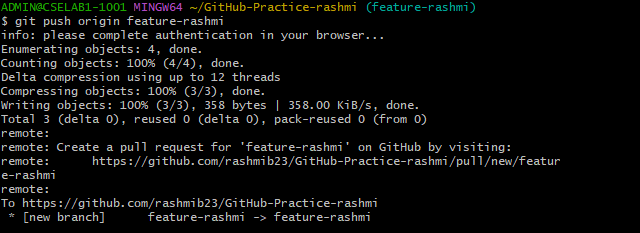 ADMIN@CSELAB1-1001 MINGW64 ~/GitHub-Practice-rashmi (feature-rashmi)
$ git push origin feature-rashmi
info: please complete authentication in your browser...
Enumerating objects: 4, done.
Counting objects: 100% (4/4), done.
Delta compression using up to 12 threads
Compressing objects: 100% (3/3), done.
Writing objects: 100% (3/3), 358 bytes | 358.00 KiB/s, done.
Total 3 (delta 0), reused 0 (delta 0), pack-reused 0 (from 0)
remote:
remote: Create a pull request for 'feature-rashmi' on GitHub by visiting:
remote:      https://github.com/rashmib23/GitHub-Practice-rashmi/pull/new/featur
e-rashmi
remote:
To https://github.com/rashmib23/GitHub-Practice-rashmi
 * [new branch]      feature-rashmi -> feature-rashmi